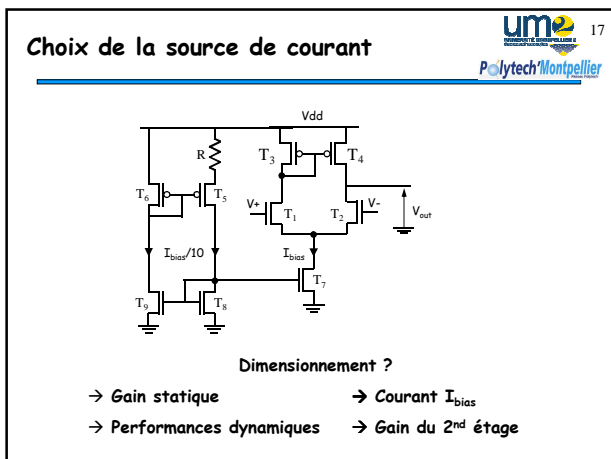 Choix de la source de courant
um2
17
Polytech'Montpellier
Vdd
R
T3
T4
T6
T5
V+
T1
T2
V-
Vout
Ibias/10
Ibias
T7
T9
T8
Dimensionnement ?
→ Gain statique
→ Courant Ibias
→ Performances dynamiques
→ Gain du 2nd étage